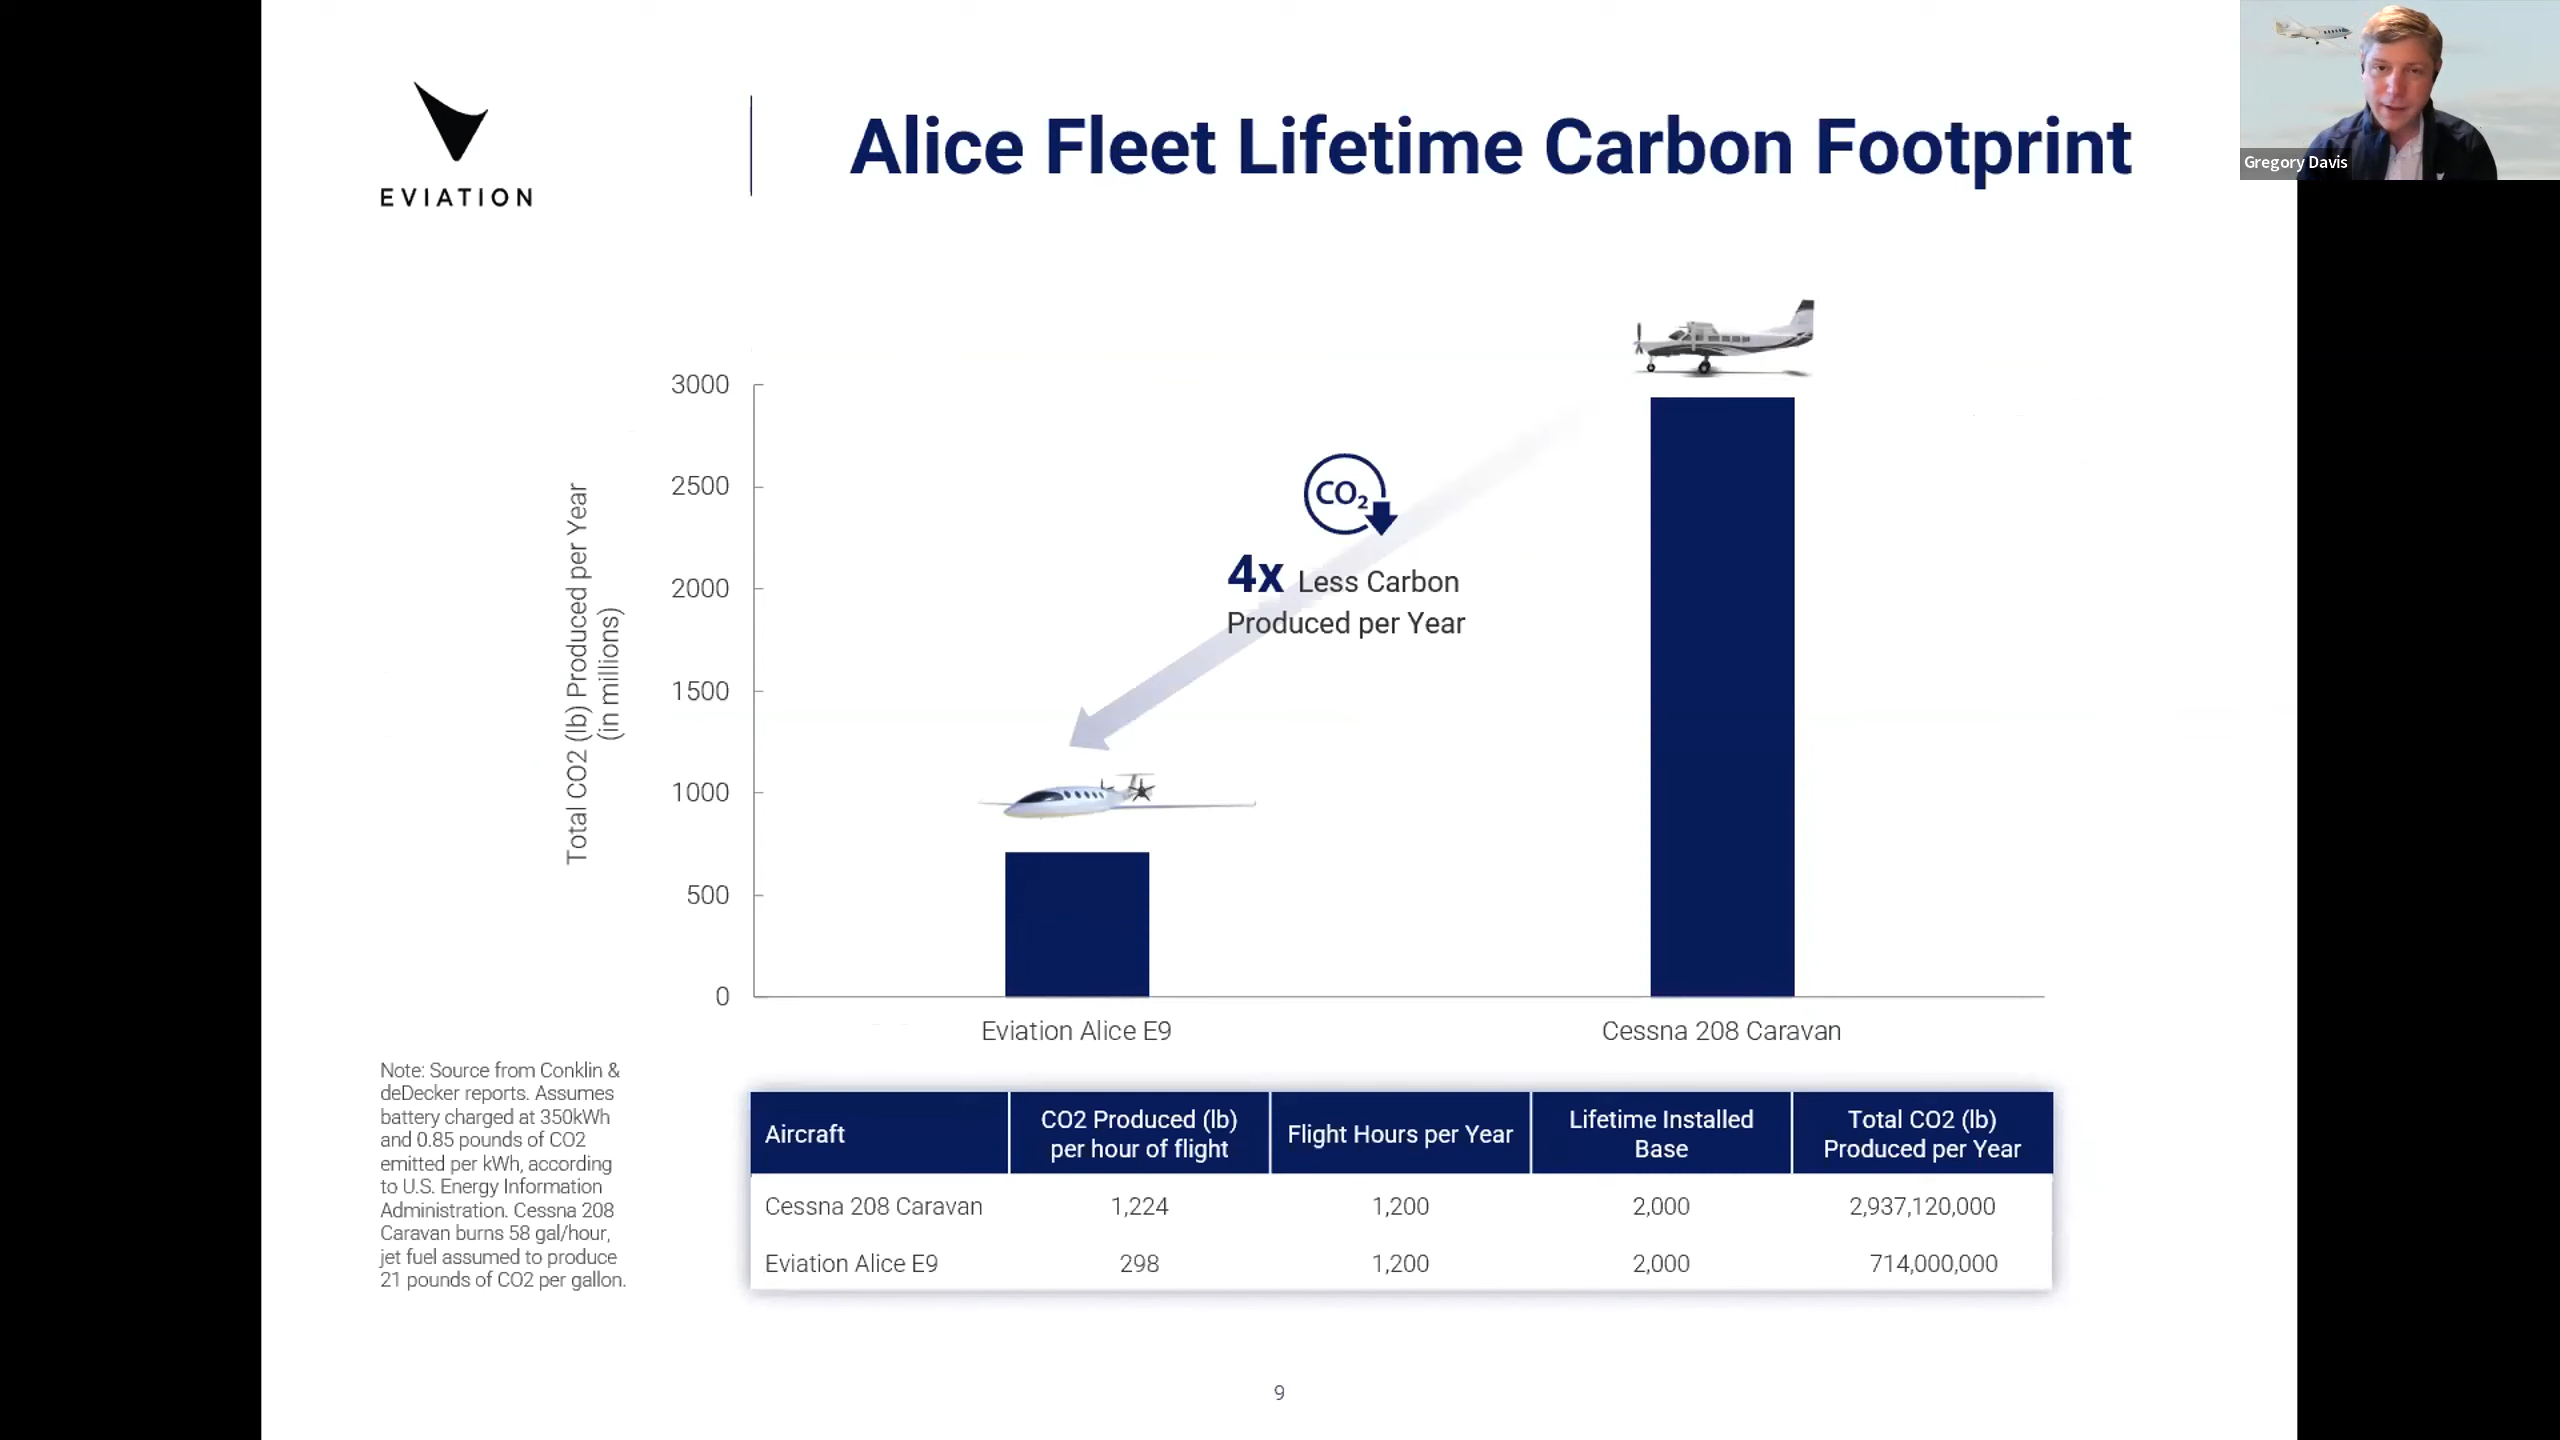 EVIATION
Alice Fleet Lifetime Carbon Footprint
Gregory Davis
Total CO2 (lb) Produced per Year
(in millions)
3000
2500
2000
1500
1000
500
0
CO₂
4x Less Carbon
Produced per Year
Eviation Alice E9
Cessna 208 Caravan
Note: Source from Conklin &
deDecker reports. Assumes
battery charged at 350kWh
and 0.85 pounds of CO2
emitted per kWh, according
to U.S. Energy Information
Administration. Cessna 208
Caravan burns 58 gal/hour,
jet fuel assumed to produce
21 pounds of CO2 per gallon.
Aircraft
CO2 Produced (lb)
per hour of flight
Flight Hours per Year
Lifetime Installed
Base
Total CO2 (lb)
Produced per Year
Cessna 208 Caravan 1,224 1,200 2,000 2,937,120,000
Eviation Alice E9 298 1,200 2,000 714,000,000
9